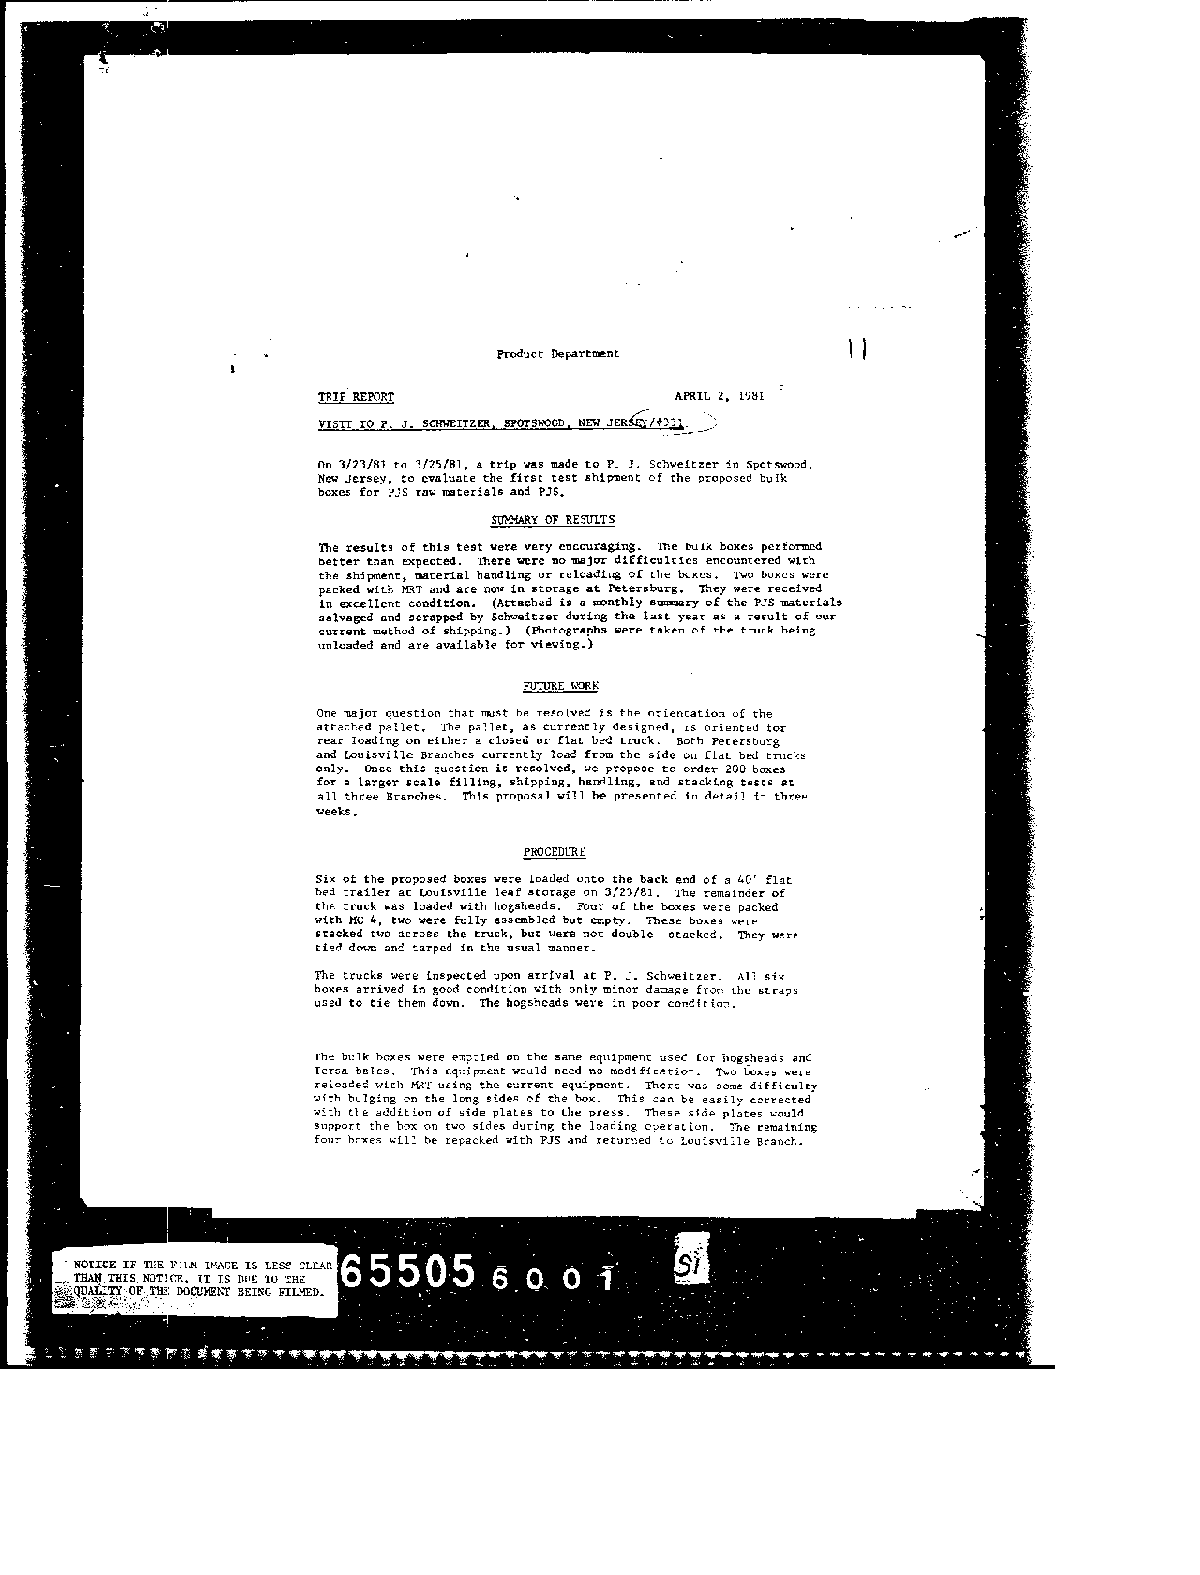 Product Department
TRIP REPORT APRIL 2, 1981
VISIT TO P. J. SCHWEITZER, SPOTSWOOD, NEW JERSEY
On 3/23/81 to 3/25/81, a trip was made to P. J. Schweitzer in Spotswood,
New Jersey, to evaluate the first test shipment of the proposed bulk
boxes for PJS raw materials and PJS.
SUMMARY OF RESULTS
The results of this test were very encouraging. The bulk boxes performed
better than expected. There were no major difficulties encountered with
the shipment, material handling or reloading of the boxes. Two boxes were
packed with MRT and are now in storage at Petersburg. They were received
in excellent condition. (Attached is a monthly summary of the PJS materials
salvaged and scrapped by Schweitzer during the last year as a result of our
current method of shipping.) (Photographs were taken of the truck being
unloaded and are available for viewing.)
FUTURE WORK
One major question that must be resolved is the orientation of the
attached pallet. The pallet, as currently designed, is oriented for
rear loading on either a closed or flat bed truck. Both Petersburg
and Louisville Branches currently load from the side on flat bed trucks
only. Once this question is resolved, we propose to order 200 boxes
for a larger scale filling, shipping, handling, and stacking tests at
all three Branches. This proposal will be presented in detail in three
weeks.
PROCEDURE
Six of the proposed boxes were loaded onto the back end of a 40' flat
bed trailer at Louisville leaf storage on 3/20/81. The remainder of
the truck was loaded with hogsheads. Four of the boxes were packed
with MC 4, two were fully assembled but empty. These boxes were
stacked two across the truck, but were not double stacked. They were
tied down and tarped in the usual manner.
The trucks were inspected upon arrival at P. J. Schweitzer. All six
boxes arrived in good condition with only minor damage from the straps
used to tie them down. The hogsheads were in poor condition.
The bulk boxes were emptied on the same equipment used for hogsheads and
Tersa bales. This equipment would need no modification. Two boxes were
reloaded with MRT using the current equipment. There was some difficulty
with bulging on the long sides of the box. This can be easily corrected
with the addition of side plates to the press. These side plates would
support the box on two sides during the loading operation. The remaining
four boxes will be repacked with PJS and returned to Louisville Branch.
NOTICE IF THE FILM IMAGE IS LESS CLEAR
THAN THIS NOTICE, IT IS DUE TO THE
QUALITY OF THE DOCUMENT BEING FILMED.
65505 6001
Si